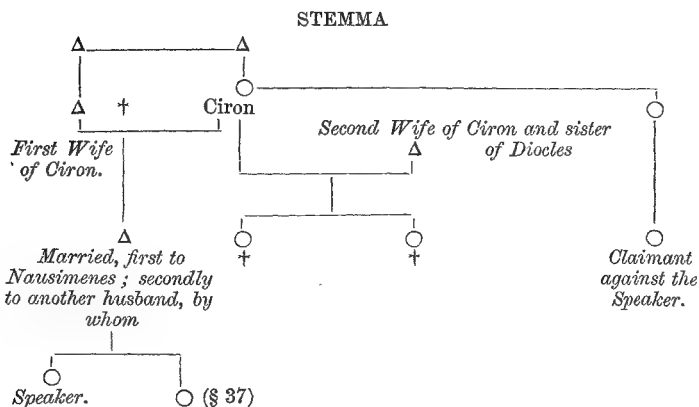 STEMMA
Δ Δ
Δ † Ciron
First Wife
of Ciron.
Second Wife of Ciron and sister
of Diocles
Δ
Δ
Married, first to
Nausimenes ; secondly
to another husband, by
whom
† †
Claimant
against the
Speaker.
Speaker.
(§ 37)